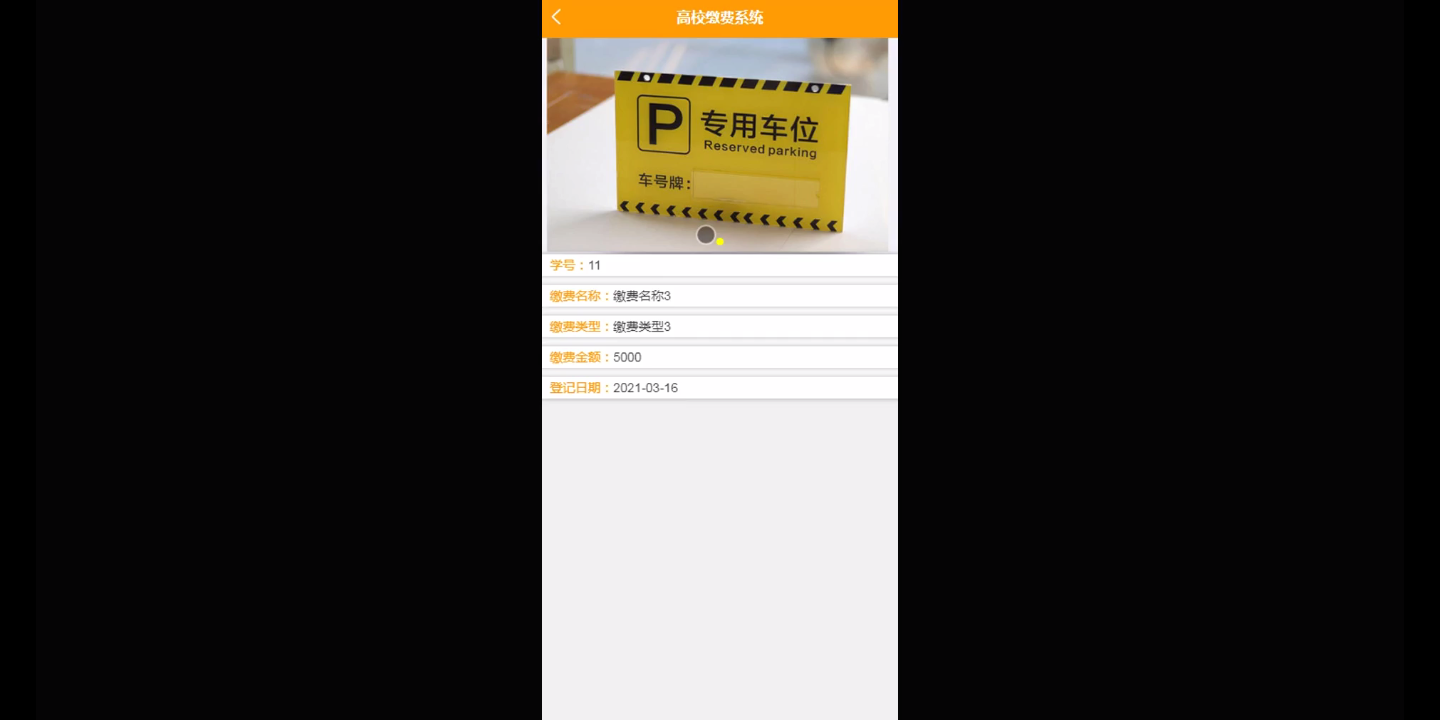 高校缴费系统
P
专用车位
Reserved parking
车号牌：
学号：11
缴费名称：缴费名称3
缴费类型：缴费类型3
缴费金额：5000
登记日期：2021-03-16